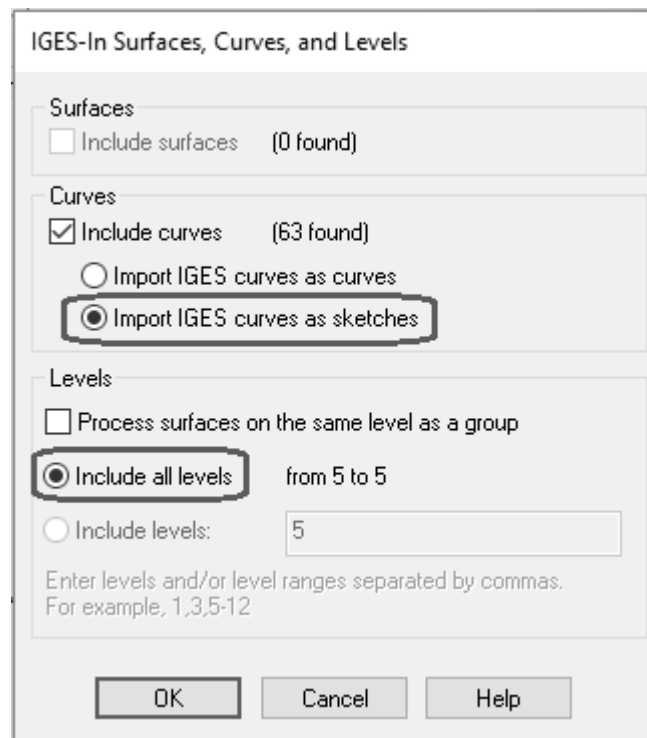 IGES-In Surfaces, Curves, and Levels
Surfaces
Include surfaces (0 found)
Curves
Include curves (63 found)
Import IGES curves as curves
Import IGES curves as sketches
Levels
Process surfaces on the same level as a group
Include all levels from 5 to 5
Include levels: 5
Enter levels and/or level ranges separated by commas.
For example, 1,3,5-12
OK Cancel Help